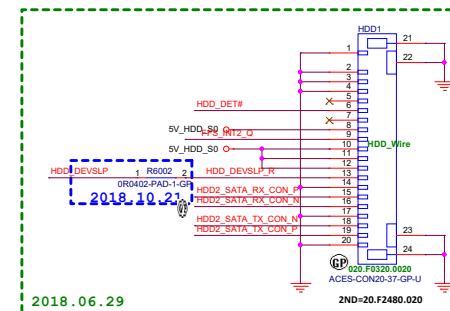 HDD1
21
1
22
2
3
4
5
HDD_DET#
6
7
5V_HDD_S0
8
FFS_INT2_Q
9
5V_HDD_S0
10
HDD_Wire
11
12
HDD_DEVSLP
1
R6002
2
HDD_DEVSLP_R
13
0R0402-PAD-1-GP
14
HDD2_SATA_RX_CON_P
15
2018.10.21
HDD2_SATA_RX_CON_N
16
17
HDD2_SATA_TX_CON_N
18
HDD2_SATA_TX_CON_P
19
23
20
24
GP
020.F0320.0020
ACES-CON20-37-GP-U
2018.06.29
2ND=20.F2480.020